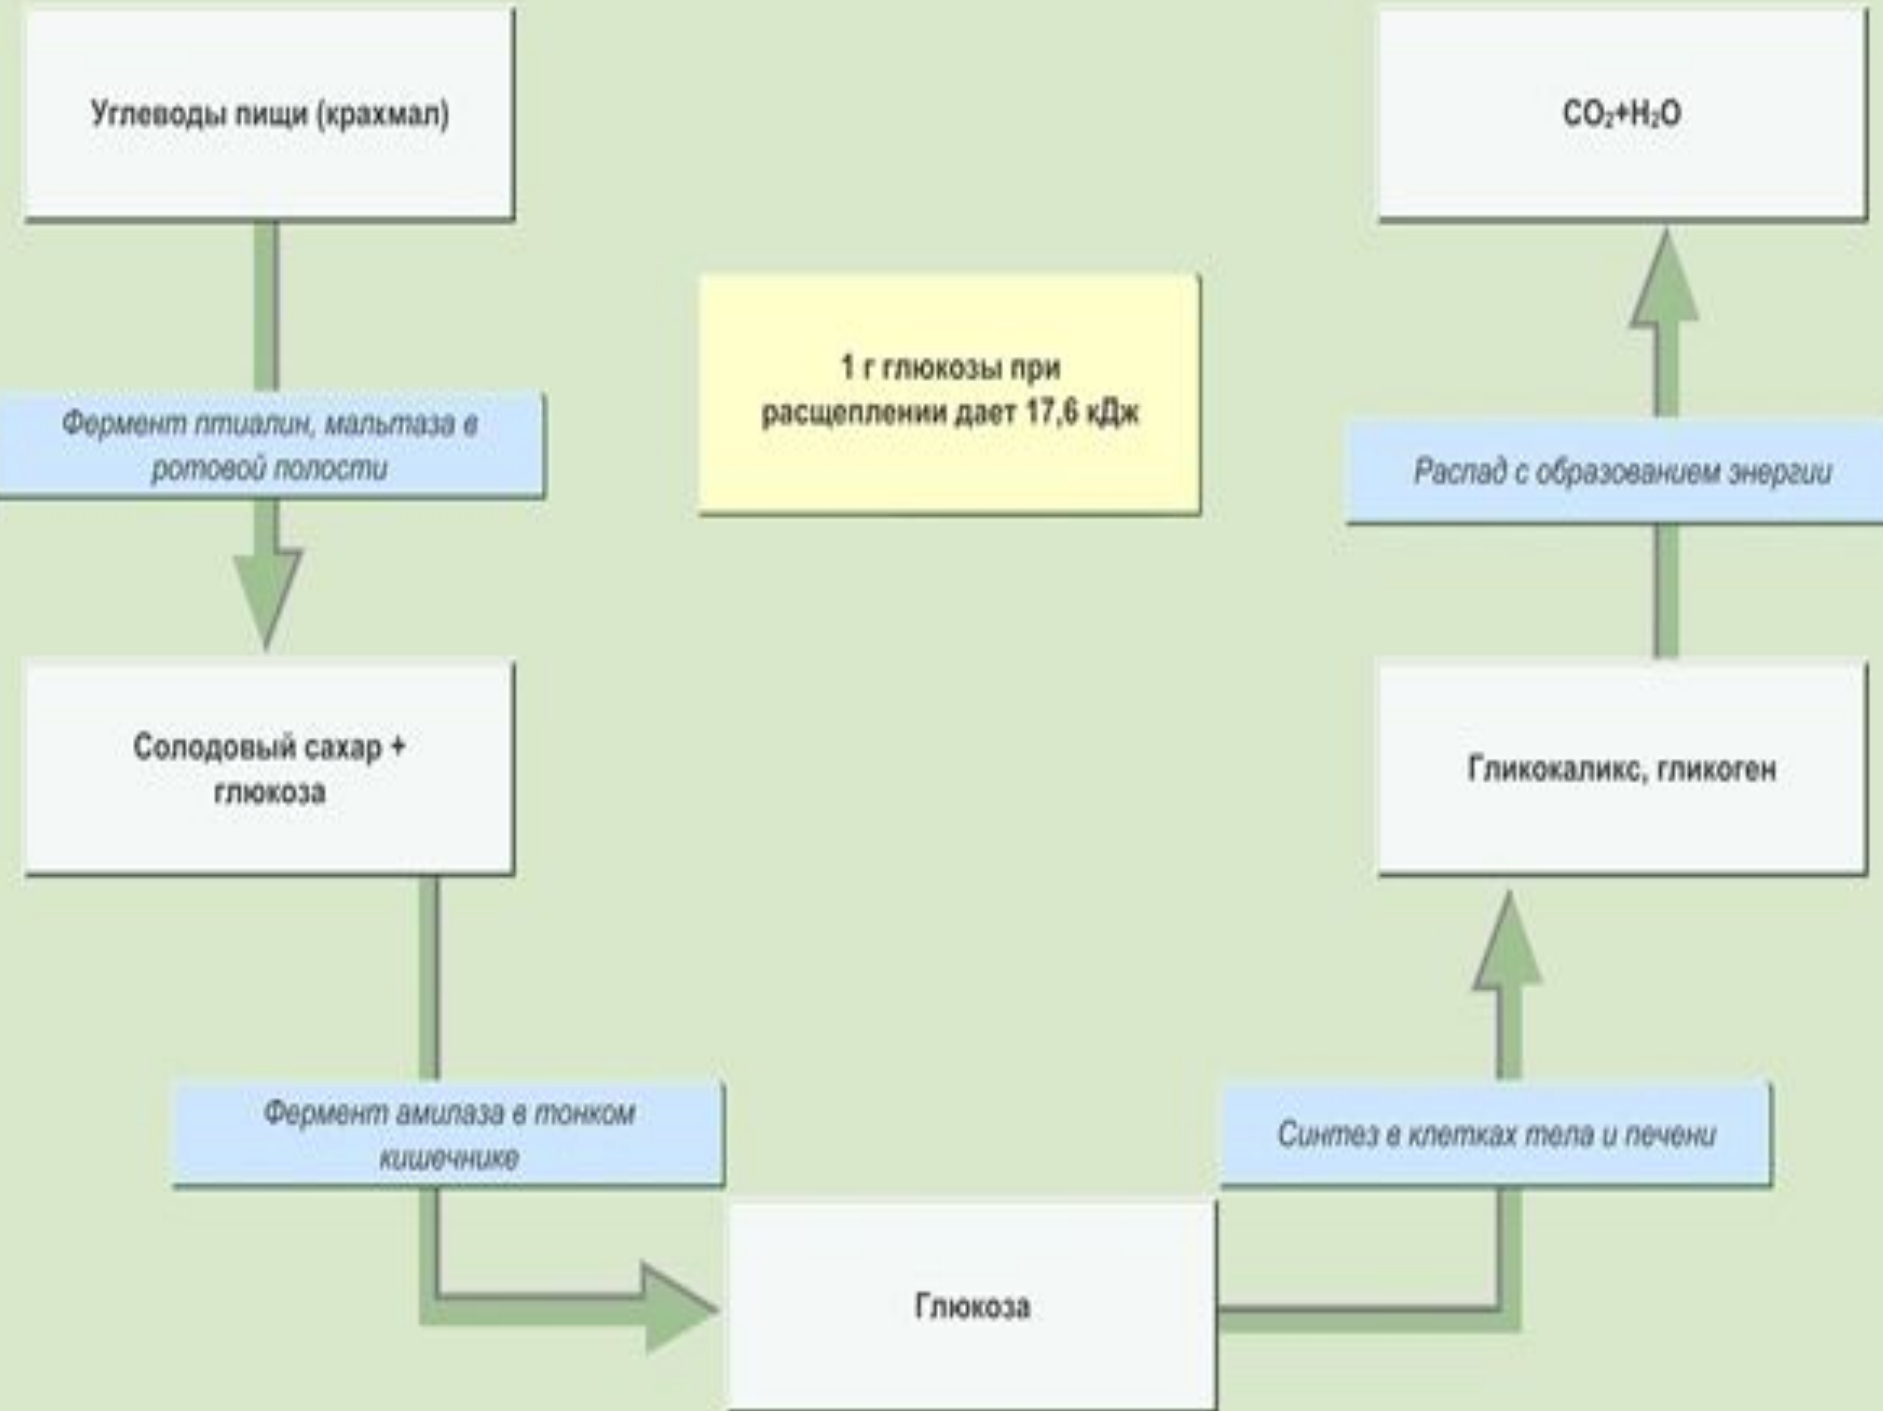 Углеводы пищи (крахмал)
Фермент птиалин, мальтаза в
ротовой полости
Солодовый сахар +
глюкоза
Фермент амилаза в тонком
кишечнике
Глюкоза
Синтез в клетках тела и печени
Гликокаликс, гликоген
Распад с образованием энергии
CO₂+H₂O
1 г глюкозы при
расщеплении дает 17,6 кДж